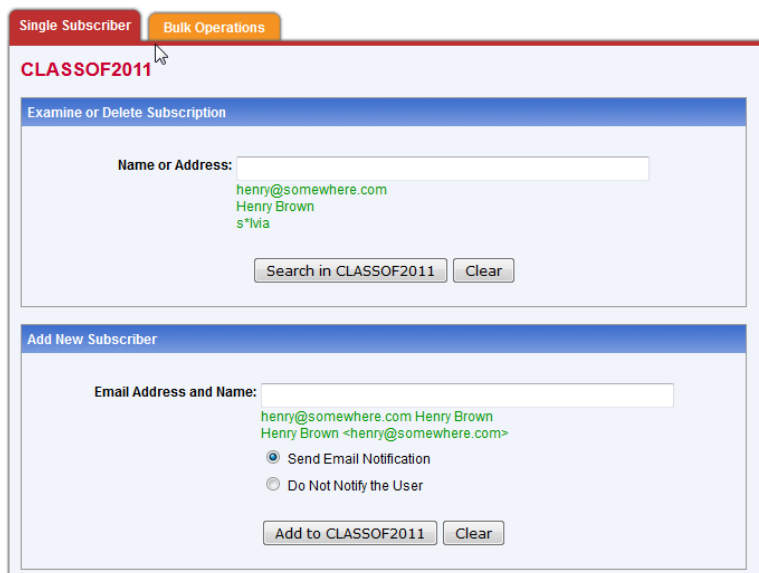 Single Subscriber
Bulk Operations
CLASSOF2011
Examine or Delete Subscription
Name or Address:
henry@somewhere.com
Henry Brown
s*lvia
Search in CLASSOF2011
Clear
Add New Subscriber
Email Address and Name:
henry@somewhere.com Henry Brown
Henry Brown <henry@somewhere.com>
Send Email Notification
Do Not Notify the User
Add to CLASSOF2011
Clear